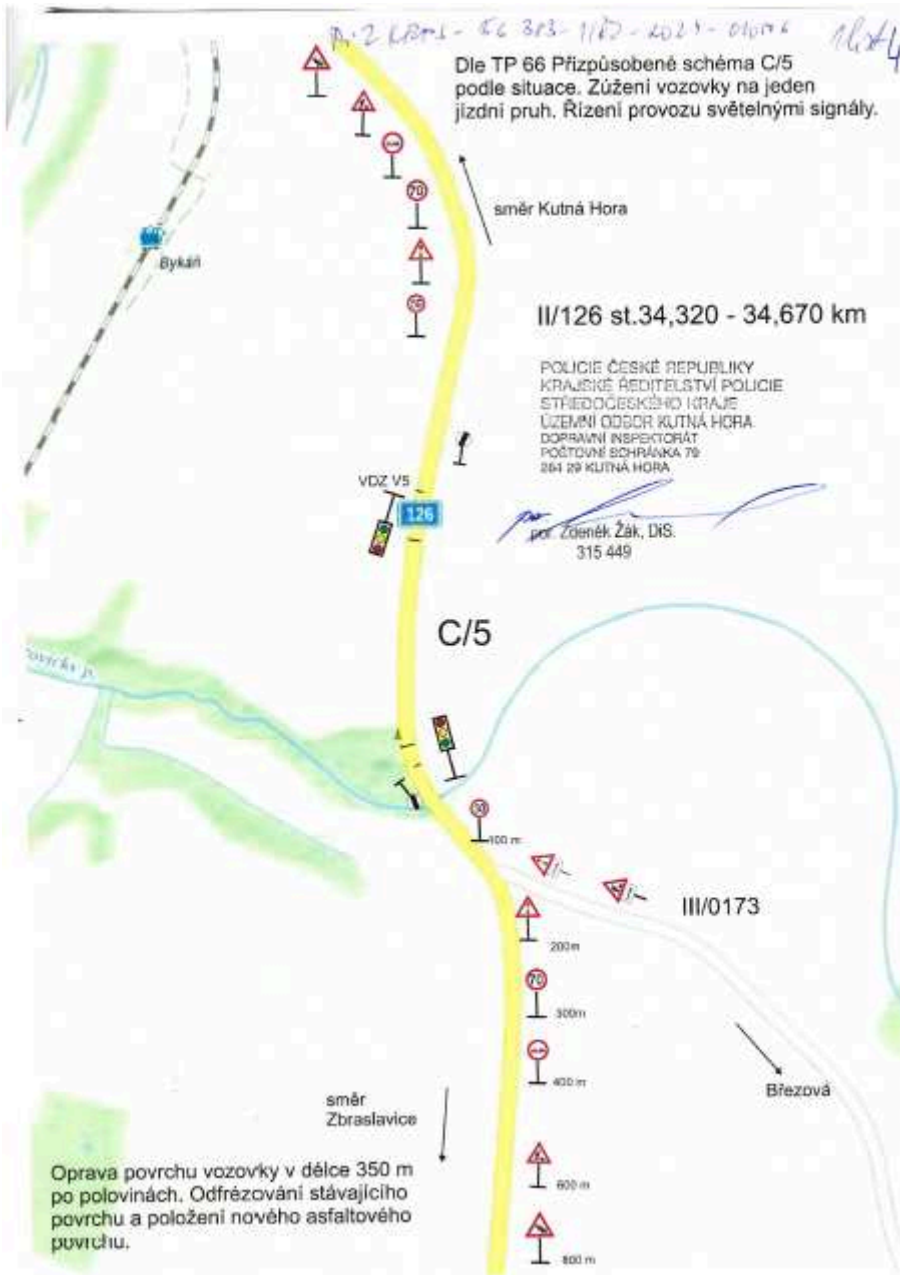 Dle TP 66 Přizpůsobené schéma C/5
podle situace. Zúžení vozovky na jeden
jízdní pruh. Řízení provozu světelnými signály.
70
směr Kutná Hora
Bykáň
II/126 st.34,320 - 34,670 km
POLICIE ČESKÉ REPUBLIKY
KRAJSKÉ ŘEDITELSTVÍ POLICIE
STŘEDOČESKÉHO KRAJE
ÚZEMNÍ ODBOR KUTNÁ HORA
DOPRAVNÍ INSPEKTORÁT
POŠTOVNÍ SCHRÁNKA 79
284 29 KUTNÁ HORA
VDZ V5
126
por. Zdeněk Žák, DiS.
315 449
C/5
30
100 m
III/0173
200m
70
300m
400 m
Březová
směr
Zbraslavice
Oprava povrchu vozovky v délce 350 m
po polovinách. Odfrézování stávajícího
povrchu a položení nového asfaltového
povrchu.
600 m
800 m